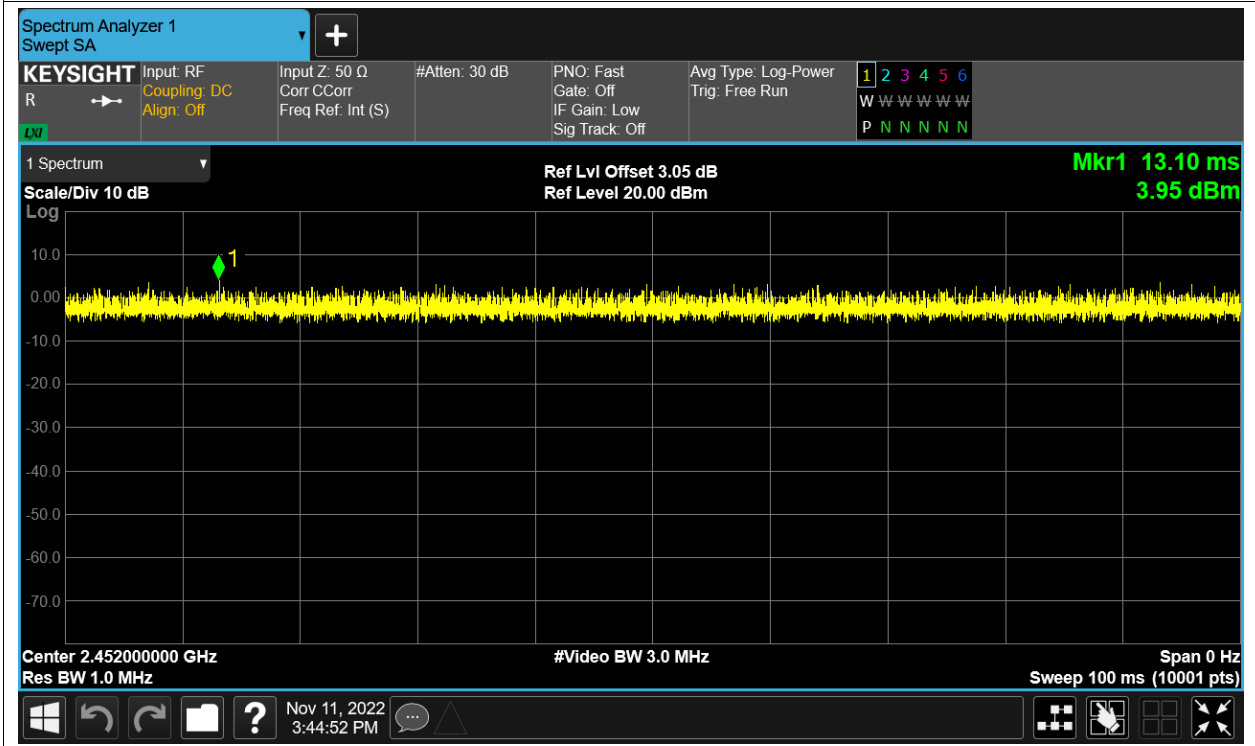 Spectrum Analyzer 1
Swept SA
KEYSIGHT
R
LXI
Input: RF
Coupling: DC
Align: Off
Input Z: 50 Ω
Corr CCorr
Freq Ref: Int (S)
#Atten: 30 dB
PNO: Fast
Gate: Off
IF Gain: Low
Sig Track: Off
Avg Type: Log-Power
Trig: Free Run
1 2 3 4 5 6
W W W W W W
P N N N N N
1 Spectrum
Scale/Div 10 dB
Ref Lvl Offset 3.05 dB
Ref Level 20.00 dBm
Mkr1 13.10 ms
3.95 dBm
Log
1
10.0
0.00
-10.0
-20.0
-30.0
-40.0
-50.0
-60.0
-70.0
Center 2.452000000 GHz
#Video BW 3.0 MHz
Span 0 Hz
Res BW 1.0 MHz
Sweep 100 ms (10001 pts)
?
Nov 11, 2022
3:44:52 PM